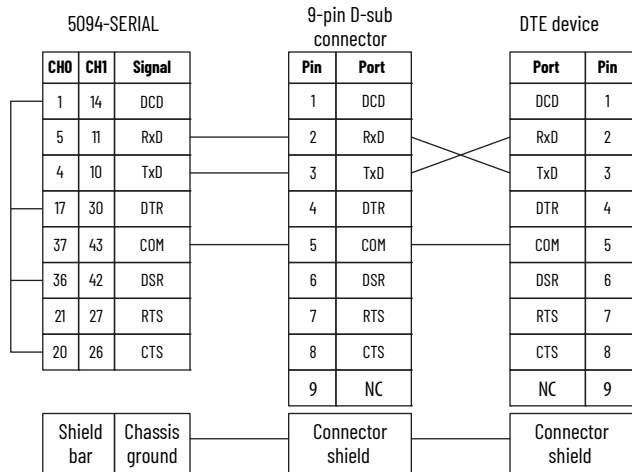 5094-SERIAL
9-pin D-sub
connector
DTE device
CH0 CH1 Signal
1 14 DCD
5 11 RxD
4 10 TxD
17 30 DTR
37 43 COM
36 42 DSR
21 27 RTS
20 26 CTS
Shield
bar
Chassis
ground
Pin Port
1 DCD
2 RxD
3 TxD
4 DTR
5 COM
6 DSR
7 RTS
8 CTS
9 NC
Connector
shield
Port Pin
DCD 1
RxD 2
TxD 3
DTR 4
COM 5
DSR 6
RTS 7
CTS 8
NC 9
Connector
shield